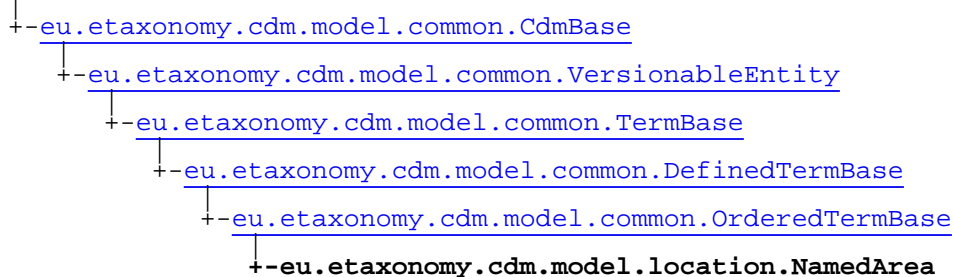 +-eu.etaxonomy.cdm.model.common.CdmBase
+-eu.etaxonomy.cdm.model.common.VersionableEntity
+-eu.etaxonomy.cdm.model.common.TermBase
+-eu.etaxonomy.cdm.model.common.DefinedTermBase
+-eu.etaxonomy.cdm.model.common.OrderedTermBase
+-eu.etaxonomy.cdm.model.location.NamedArea